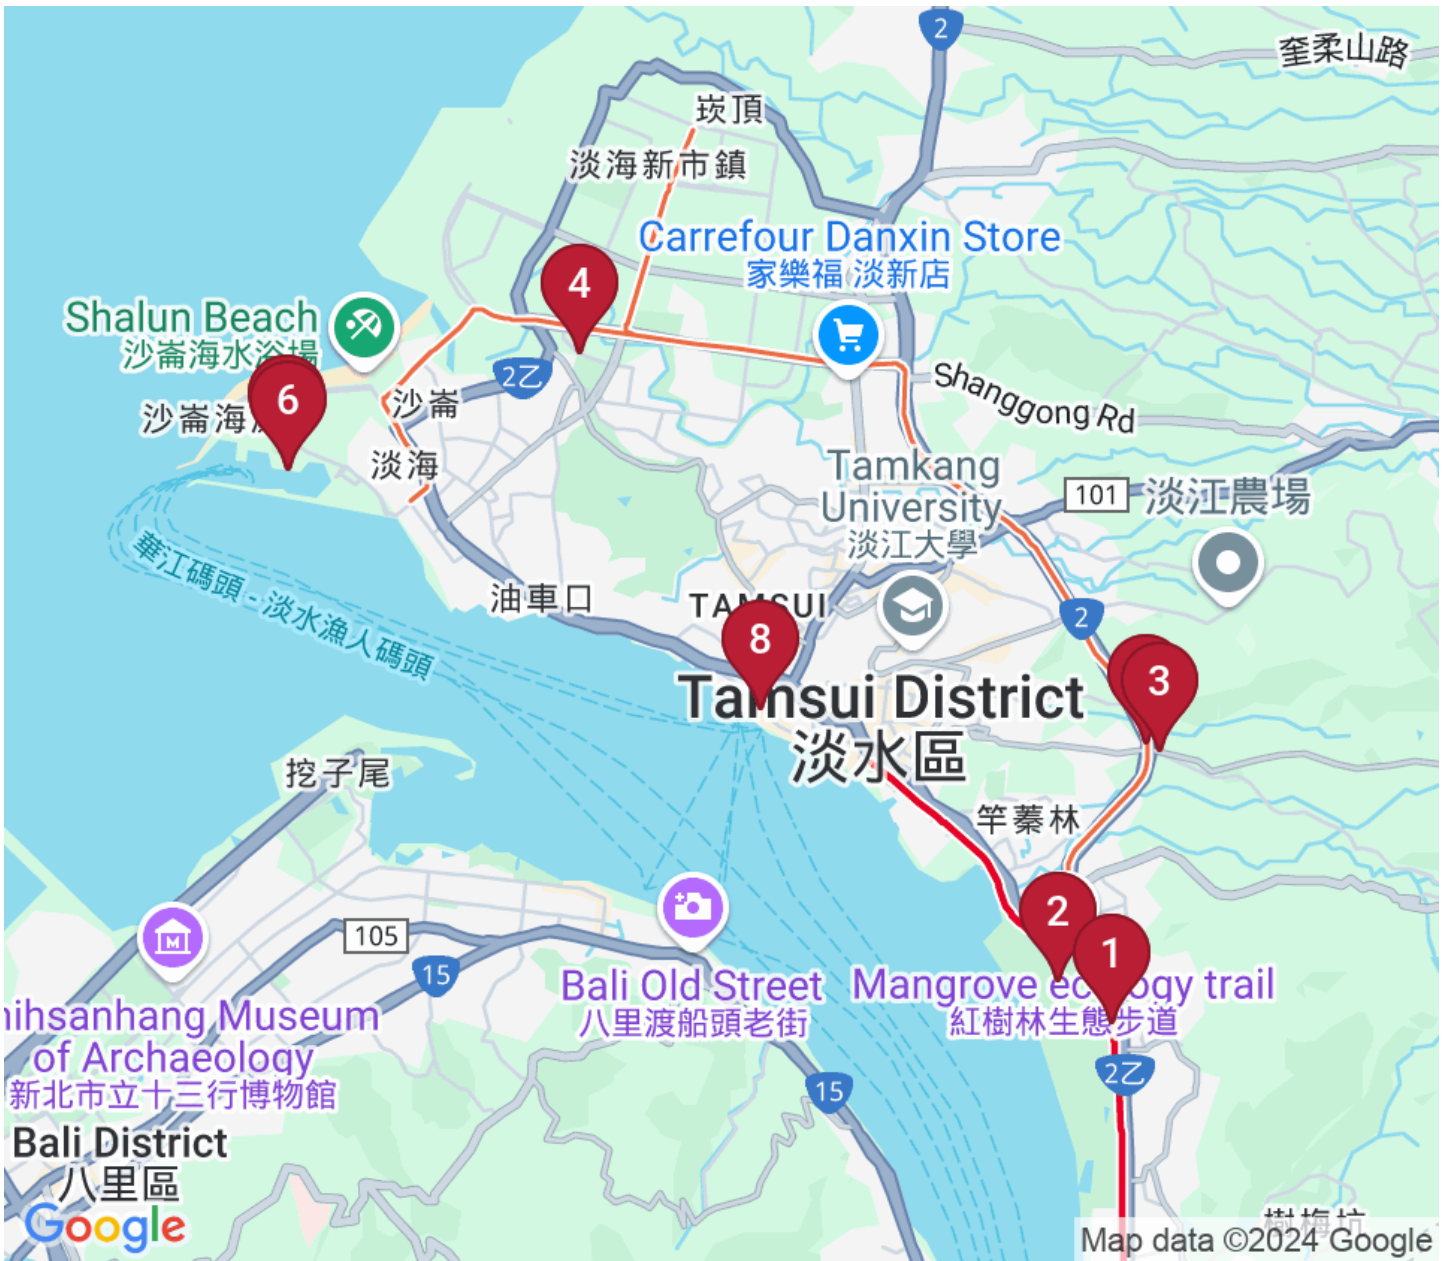 2
奎柔山路
崁頂
淡海新市鎮
Carrefour Danxin Store
家樂福 淡新店
4
Shalun Beach
沙崙海水浴場
2乙
Shanggong Rd
6
沙崙海
沙崙
淡海
Tamkang
University
淡江大學
101
淡江農場
華江碼頭 - 淡水漁人碼頭
油車口
TAMSUI
2
8
3
Tamsui District
淡水區
挖子尾
竿蓁林
2
1
105
15
Bali Old Street
八里渡船頭老街
Mangrove ecology trail
紅樹林生態步道
nihsanhang Museum
of Archaeology
新北市立十三行博物館
2乙
15
Bali District
八里區
Google
樹梅坑
Map data ©2024 Google